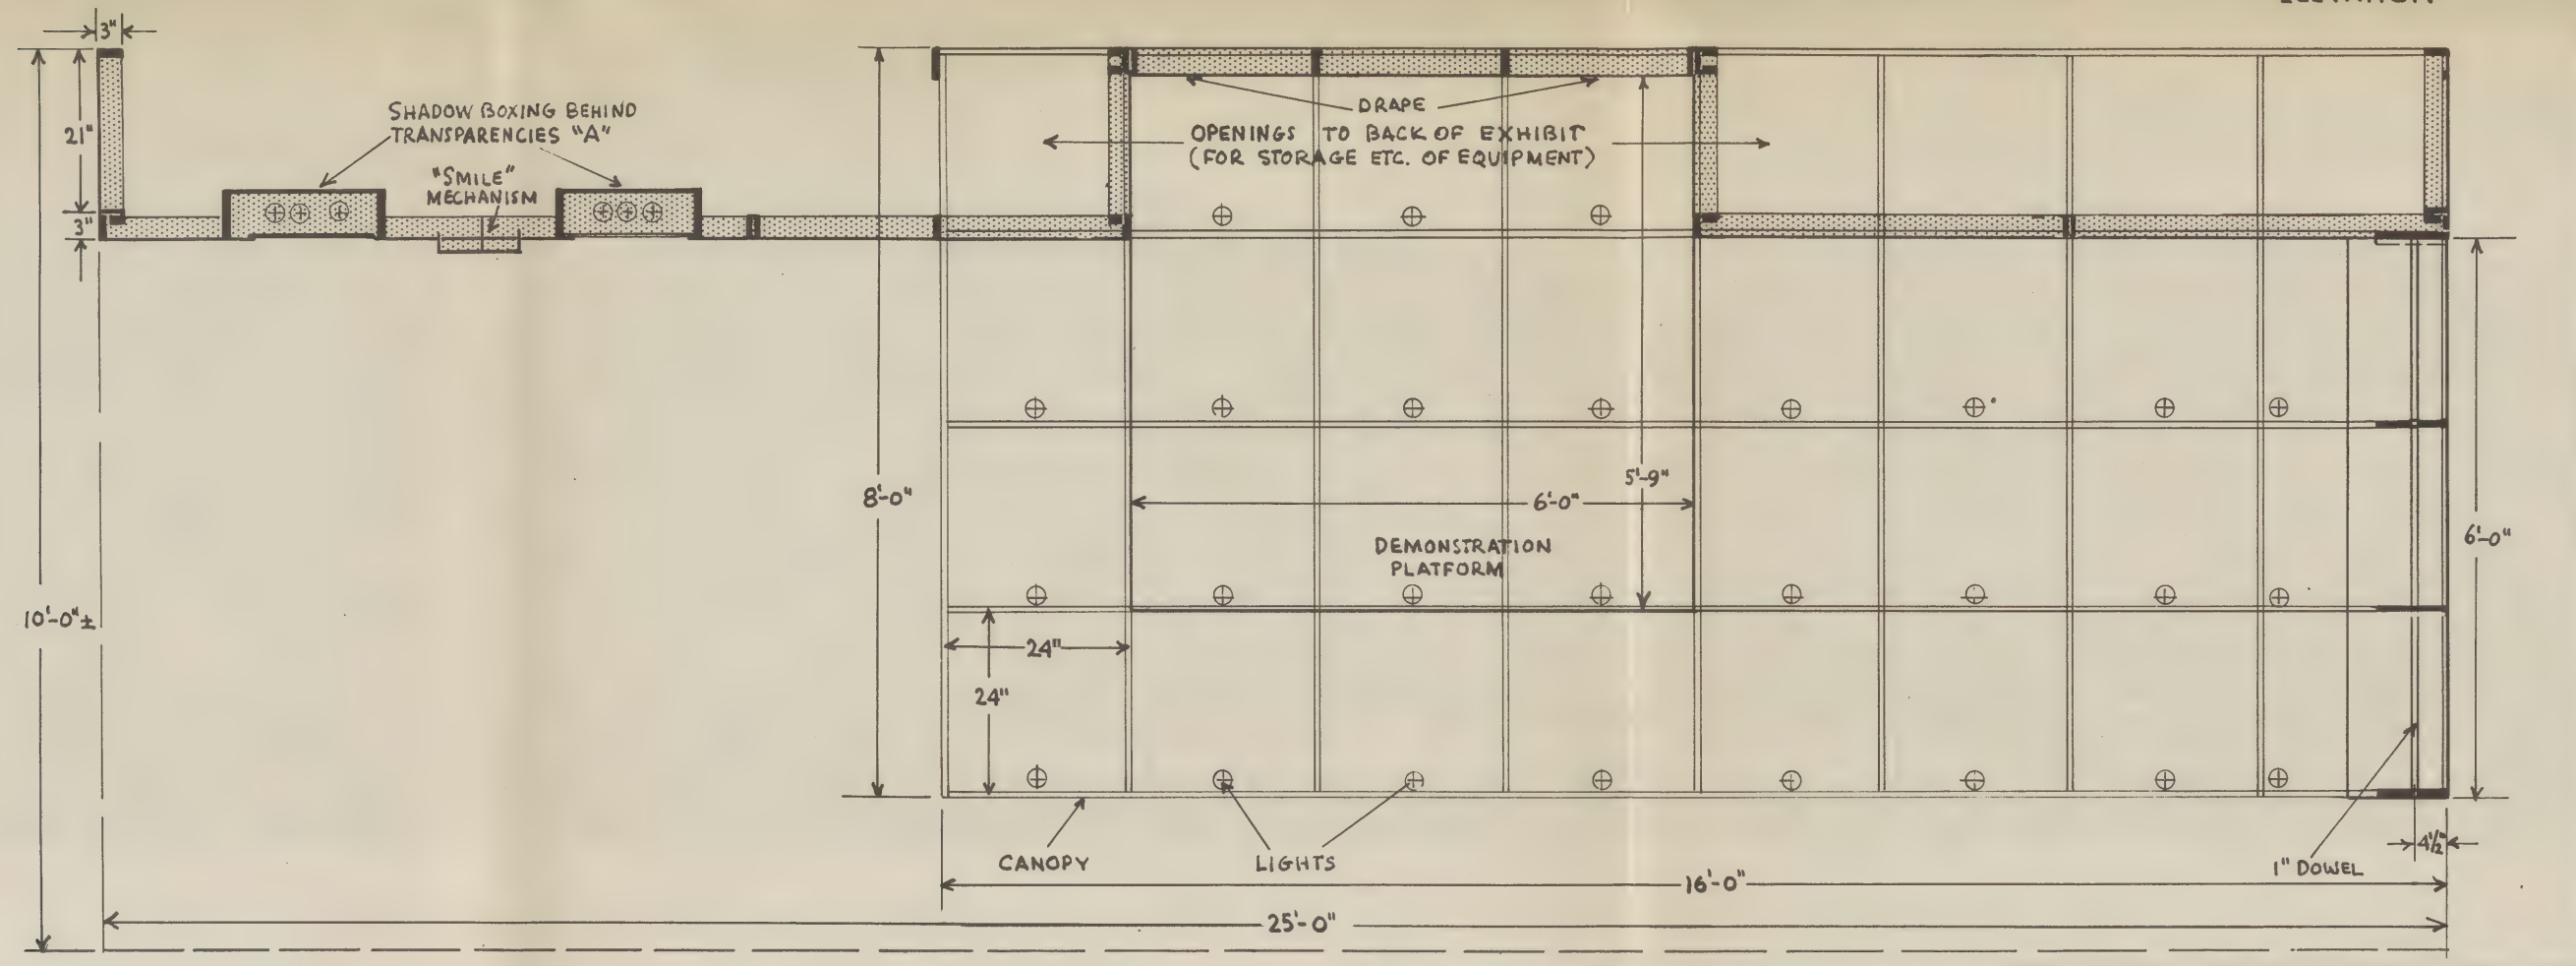 ELEVATION
3"
21"
3"
SHADOW BOXING BEHIND
TRANSPARENCIES "A"
"SMILE"
MECHANISM
DRAPE
OPENINGS TO BACK OF EXHIBIT
(FOR STORAGE ETC. OF EQUIPMENT)
8'-0"
5'-9"
6'-0"
6'-0"
DEMONSTRATION
PLATFORM
10'-0"±
24"
24"
CANOPY
LIGHTS
4½"
1" DOWEL
16'-0"
25'-0"